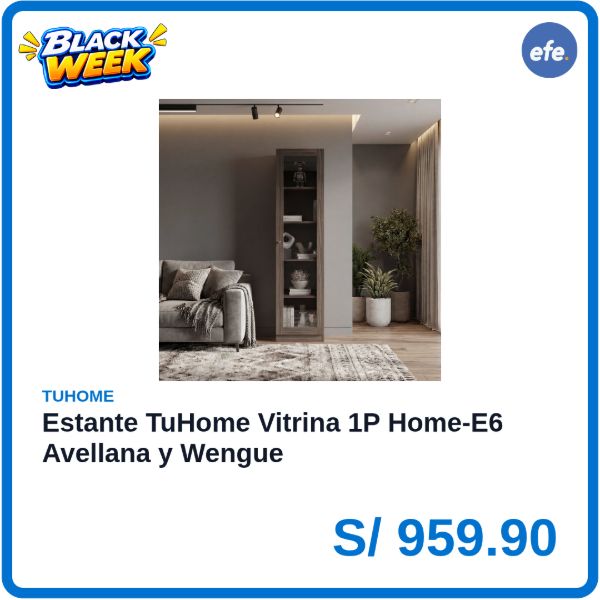 BLACK
WEEK
efe.
TUHOME
Estante TuHome Vitrina 1P Home-E6
Avellana y Wengue
S/ 959.90